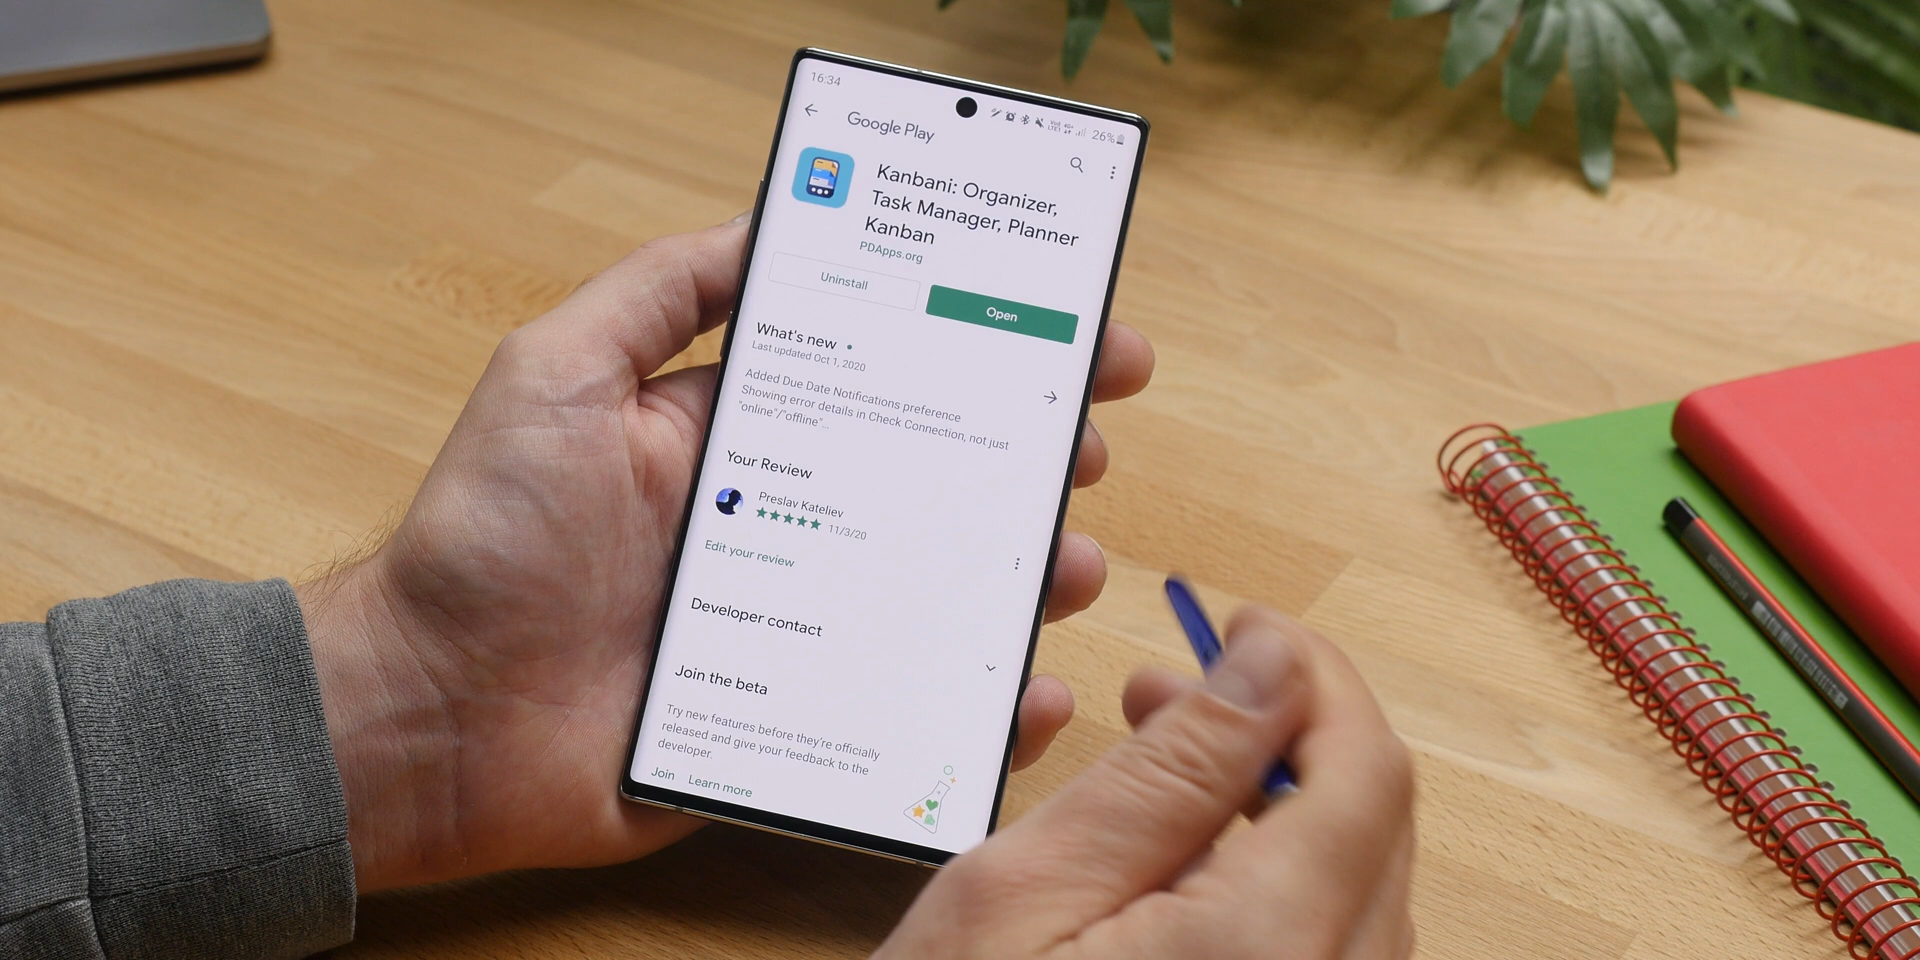 16:34
26%
Google Play
Kanbani: Organizer,
Task Manager, Planner
Kanban
PDApps.org
Uninstall
Open
What's new
Last updated Oct 1, 2020
Added Due Date Notifications preference
Showing error details in Check Connection, not just
"online"/"offline"...
Your Review
Preslav Kateliev
11/3/20
Edit your review
Developer contact
Join the beta
Try new features before they're officially
released and give your feedback to the
developer.
Join Learn more